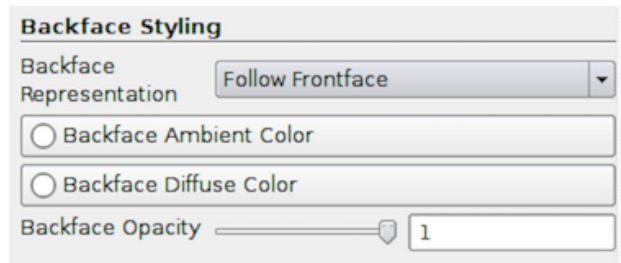 Backface Styling
Backface
Representation
Follow Frontface
Backface Ambient Color
Backface Diffuse Color
Backface Opacity
1